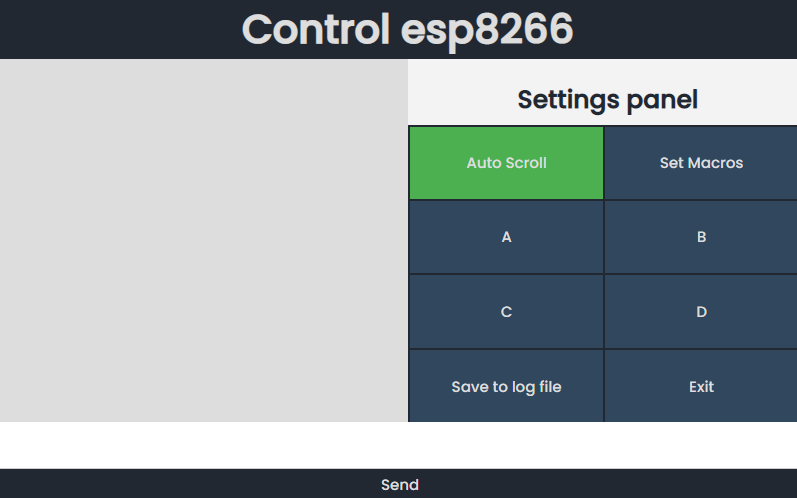 Control esp8266
Settings panel
Auto Scroll
Set Macros
A
B
C
D
Save to log file
Exit
Send